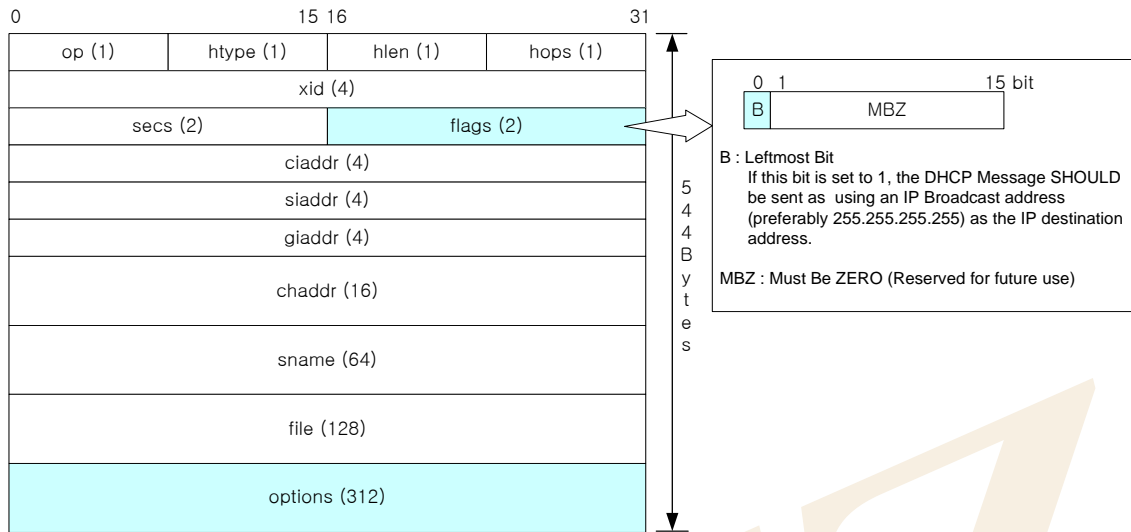 0 15 16 31
op (1) htype (1) hlen (1) hops (1)
xid (4)
secs (2) flags (2)
ciaddr (4)
siaddr (4)
giaddr (4)
chaddr (16)
sname (64)
file (128)
options (312)
544Bytes
0 1 15 bit
B MBZ
B : Leftmost Bit
If this bit is set to 1, the DHCP Message SHOULD
be sent as using an IP Broadcast address
(preferably 255.255.255.255) as the IP destination
address.
MBZ : Must Be ZERO (Reserved for future use)